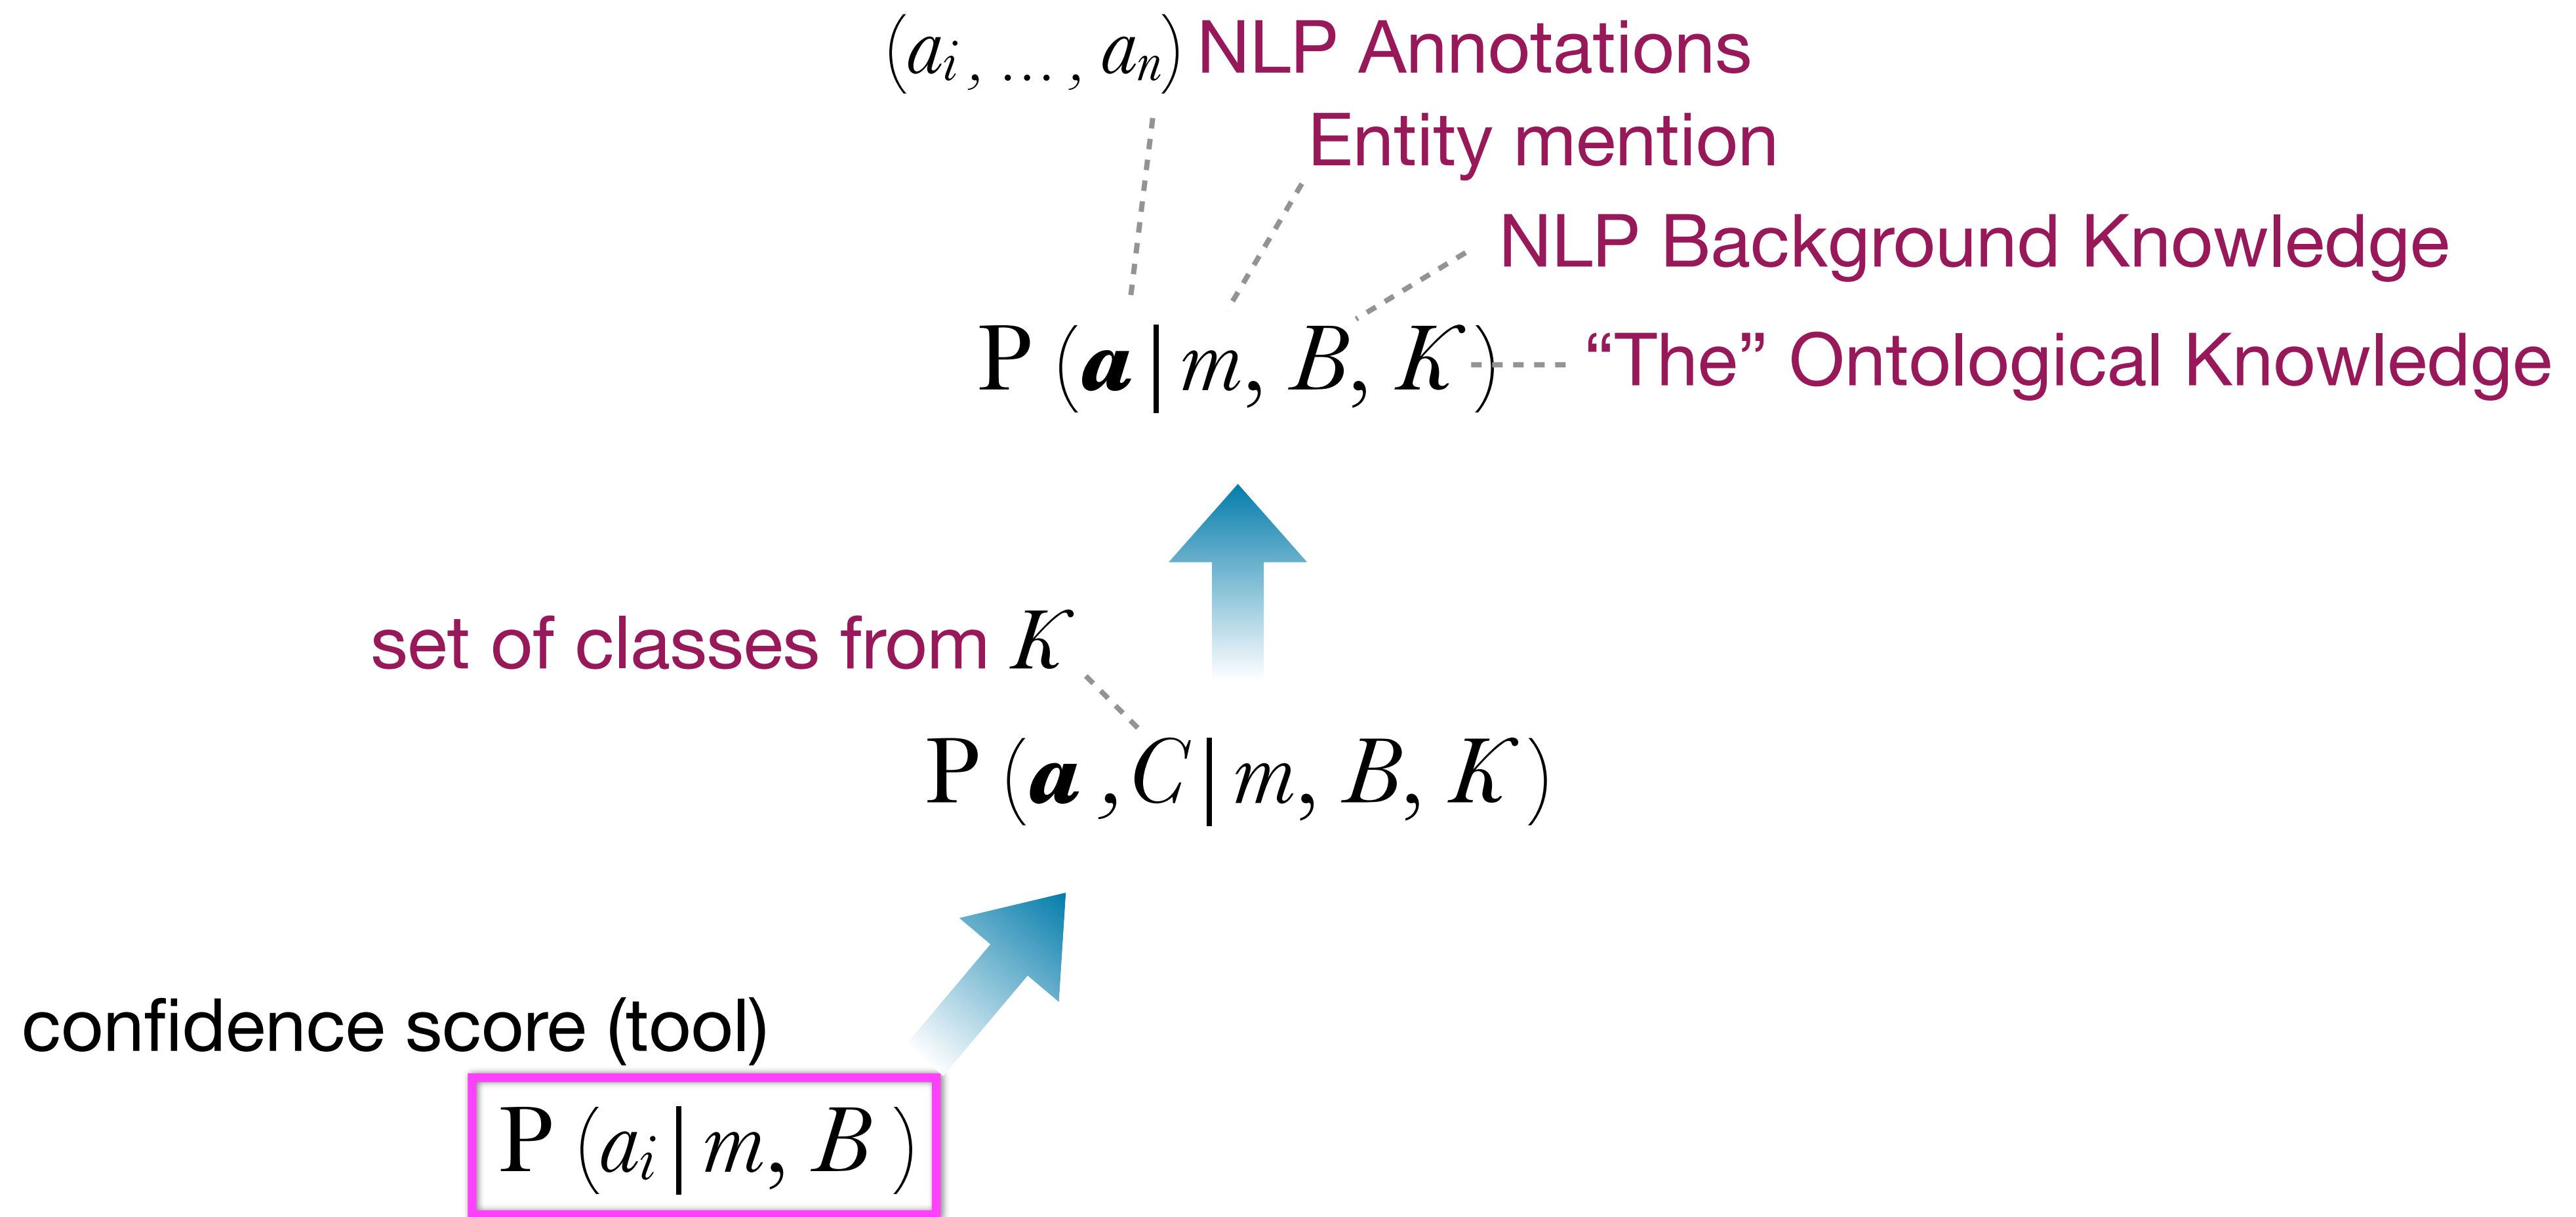 (aᵢ, ..., aₙ) NLP Annotations
Entity mention
NLP Background Knowledge
P (a | m, B, K) “The” Ontological Knowledge
set of classes from K
P (a ,C | m, B, K)
confidence score (tool)
P (aᵢ | m, B )